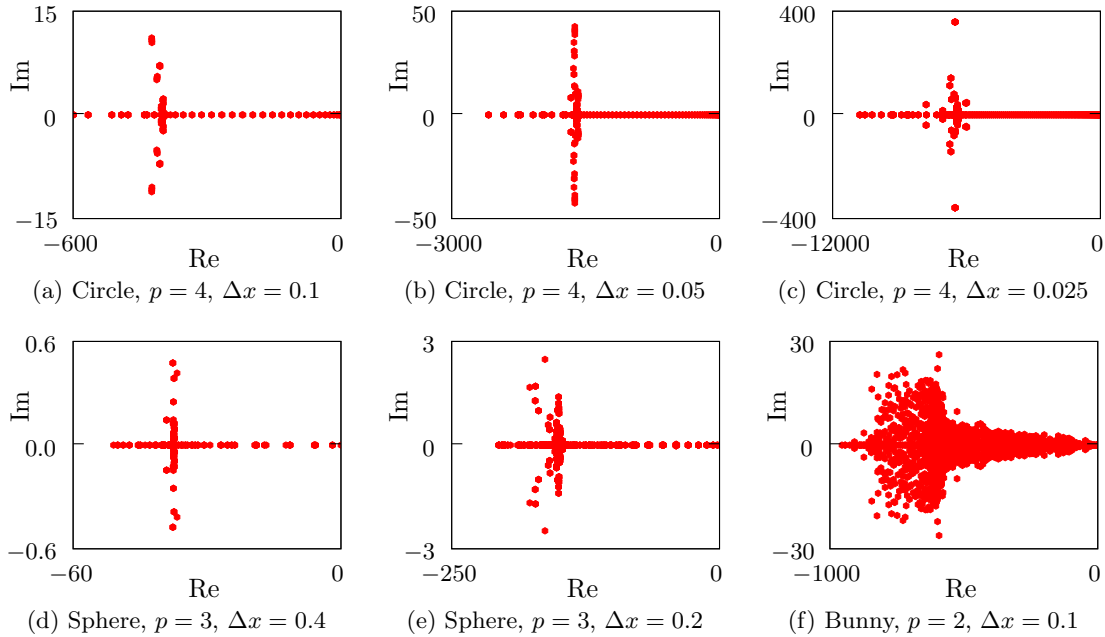 15
0
−15
Im
−600
0
Re
(a) Circle, p = 4, Δx = 0.1
50
0
−50
Im
−3000
0
Re
(b) Circle, p = 4, Δx = 0.05
400
0
−400
Im
−12000
0
Re
(c) Circle, p = 4, Δx = 0.025
0.6
0.0
−0.6
Im
−60
0
Re
(d) Sphere, p = 3, Δx = 0.4
3
0
−3
Im
−250
0
Re
(e) Sphere, p = 3, Δx = 0.2
30
0
−30
Im
−1000
0
Re
(f) Bunny, p = 2, Δx = 0.1